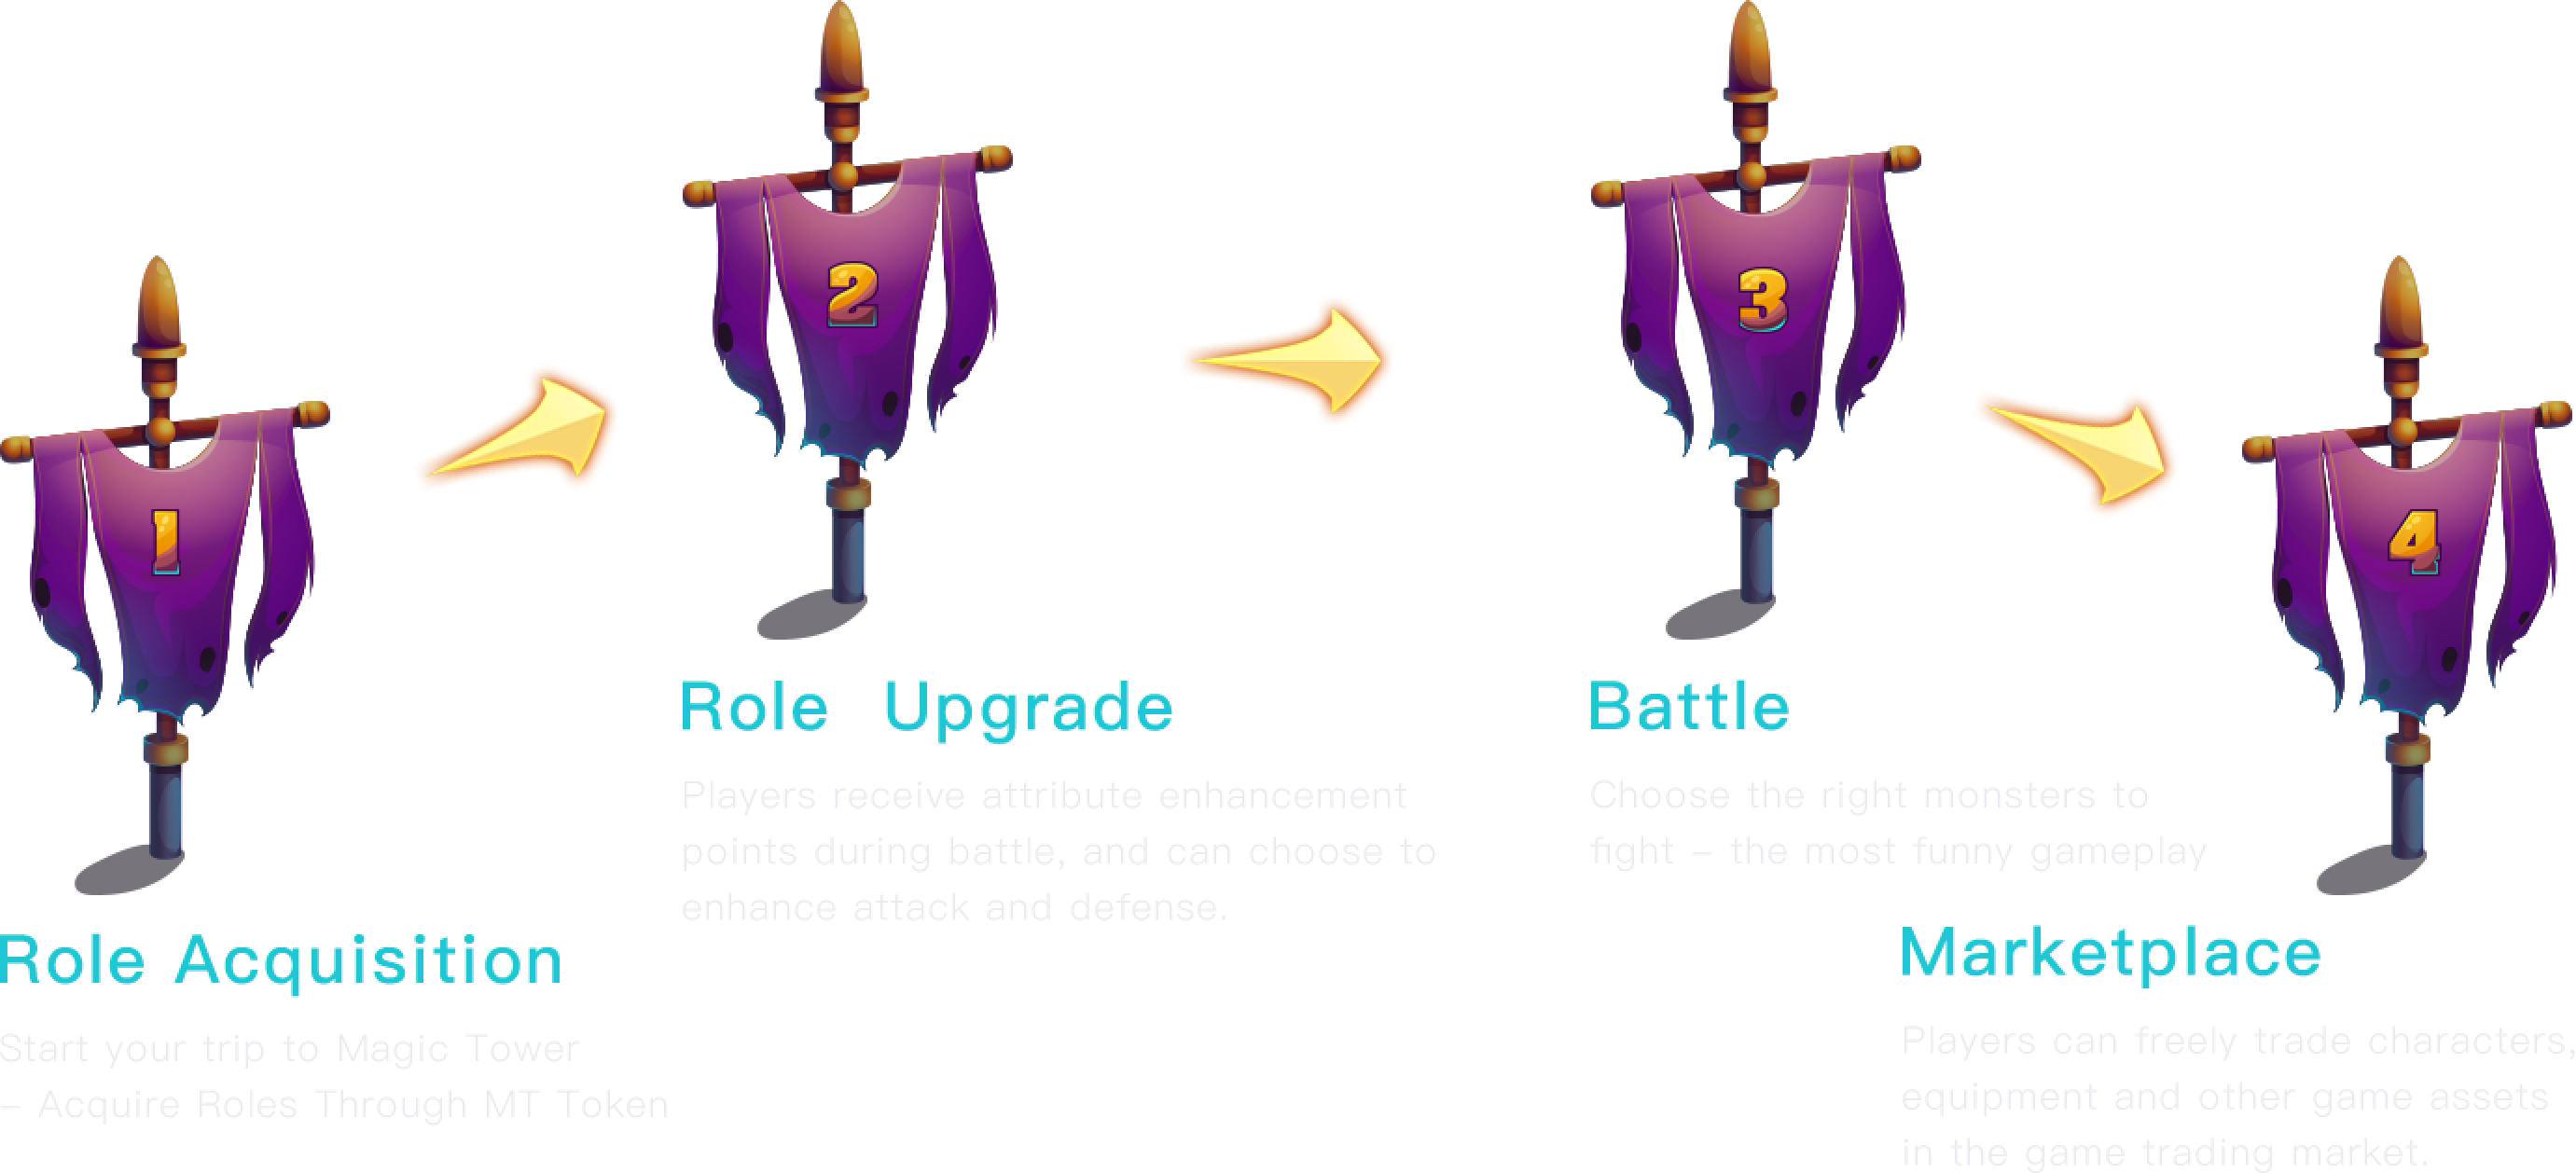 1
Role Acquisition
Start your trip to Magic Tower
– Acquire Roles Through MT Token
2
Role Upgrade
Players receive attribute enhancement
points during battle, and can choose to
enhance attack and defense.
3
Battle
Choose the right monsters to
fight – the most funny gameplay
4
Marketplace
Players can freely trade characters,
equipment and other game assets
in the game trading market.